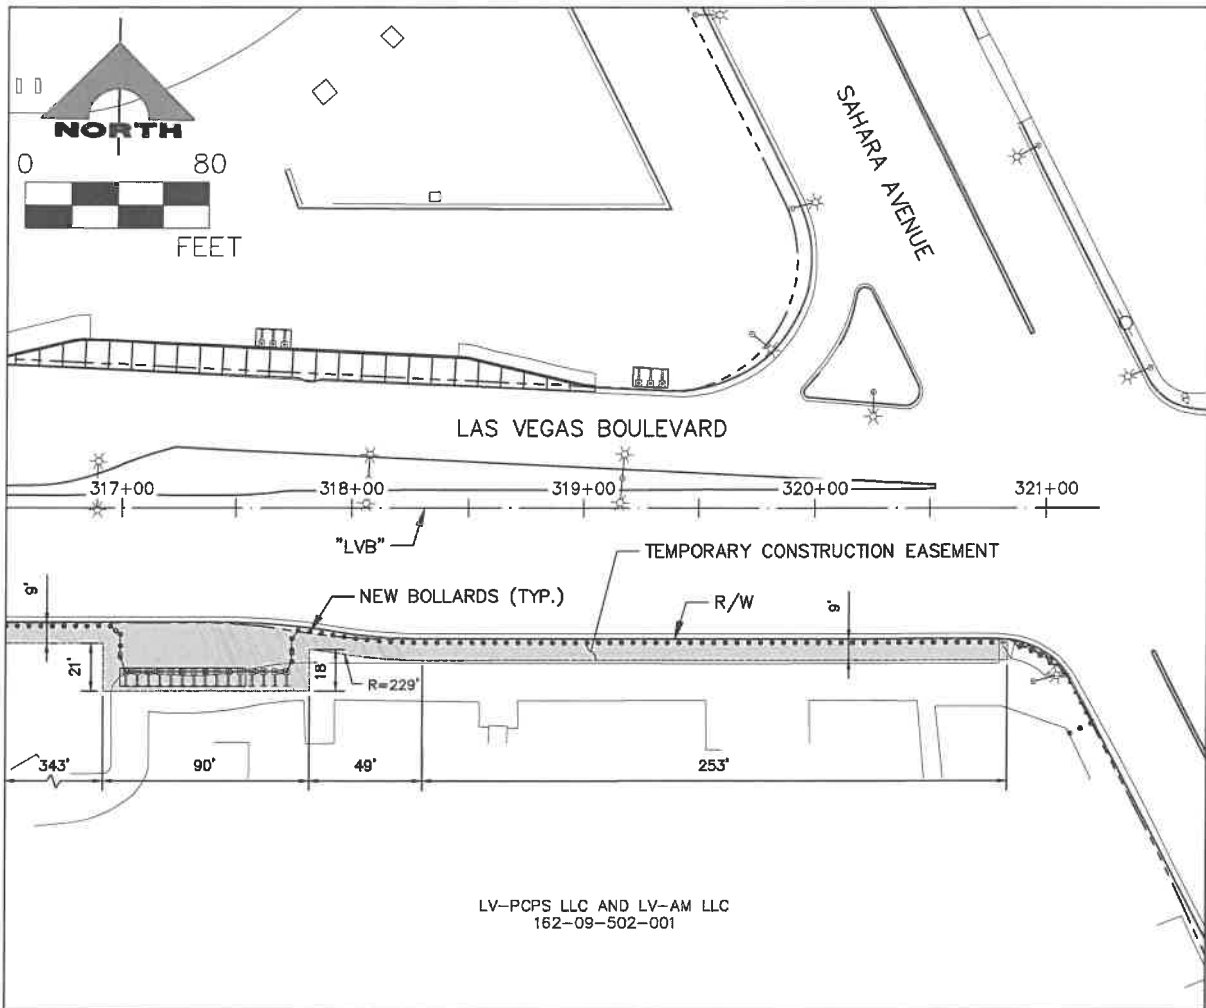 NORTH
0 80
FEET
SAHARA AVENUE
LAS VEGAS BOULEVARD
317+00 318+00 319+00 320+00 321+00
"LVB"
TEMPORARY CONSTRUCTION EASEMENT
NEW BOLLARDS (TYP.)
R/W
9'
9'
21'
18'
R=229'
343' 90' 49' 253'
LV-PCPS LLC AND LV-AM LLC
162-09-502-001